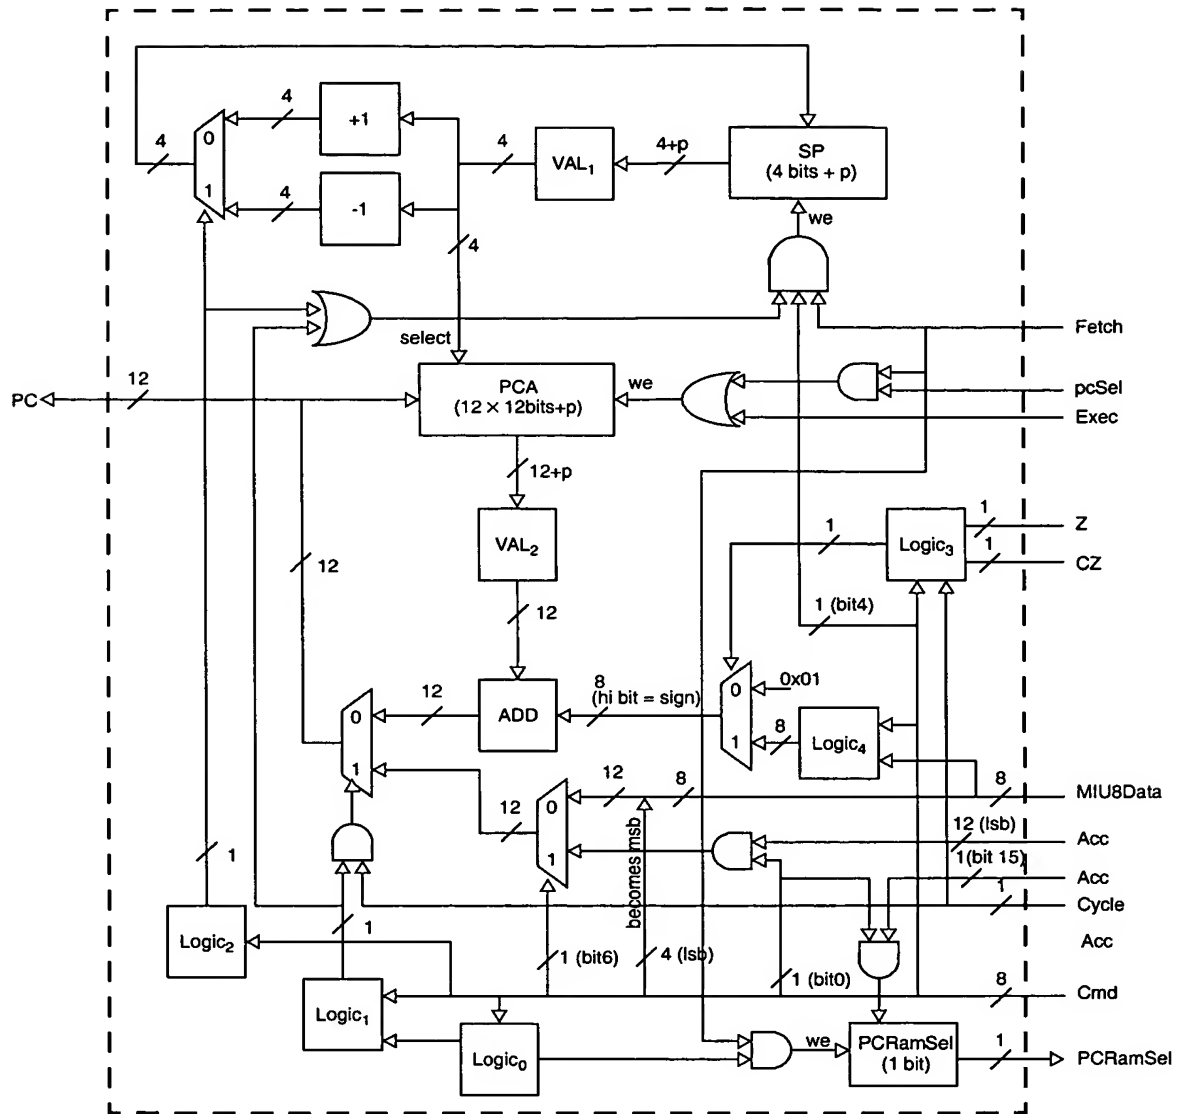 4
+1
0
4
4
VAL₁
4+p
SP
(4 bits + p)
1
4
-1
we
4
Fetch
select
12
PC
PCA
(12 × 12bits+p)
we
pcSel
Exec
12+p
1
Z
VAL₂
1
Logic₃
1
CZ
12
12
1 (bit4)
0
0x01
8
(hi bit = sign)
12
0
ADD
1
8
Logic₄
1
12
8
8
MIU8Data
0
12
12 (lsb)
Acc
1
becomes msb
1(bit 15)
Acc
1
1
Cycle
Logic₂
1
Acc
1 (bit6)
4 (lsb)
1 (bit0)
8
Cmd
Logic₁
Logic₀
we
PCRamSel
(1 bit)
1
PCRamSel